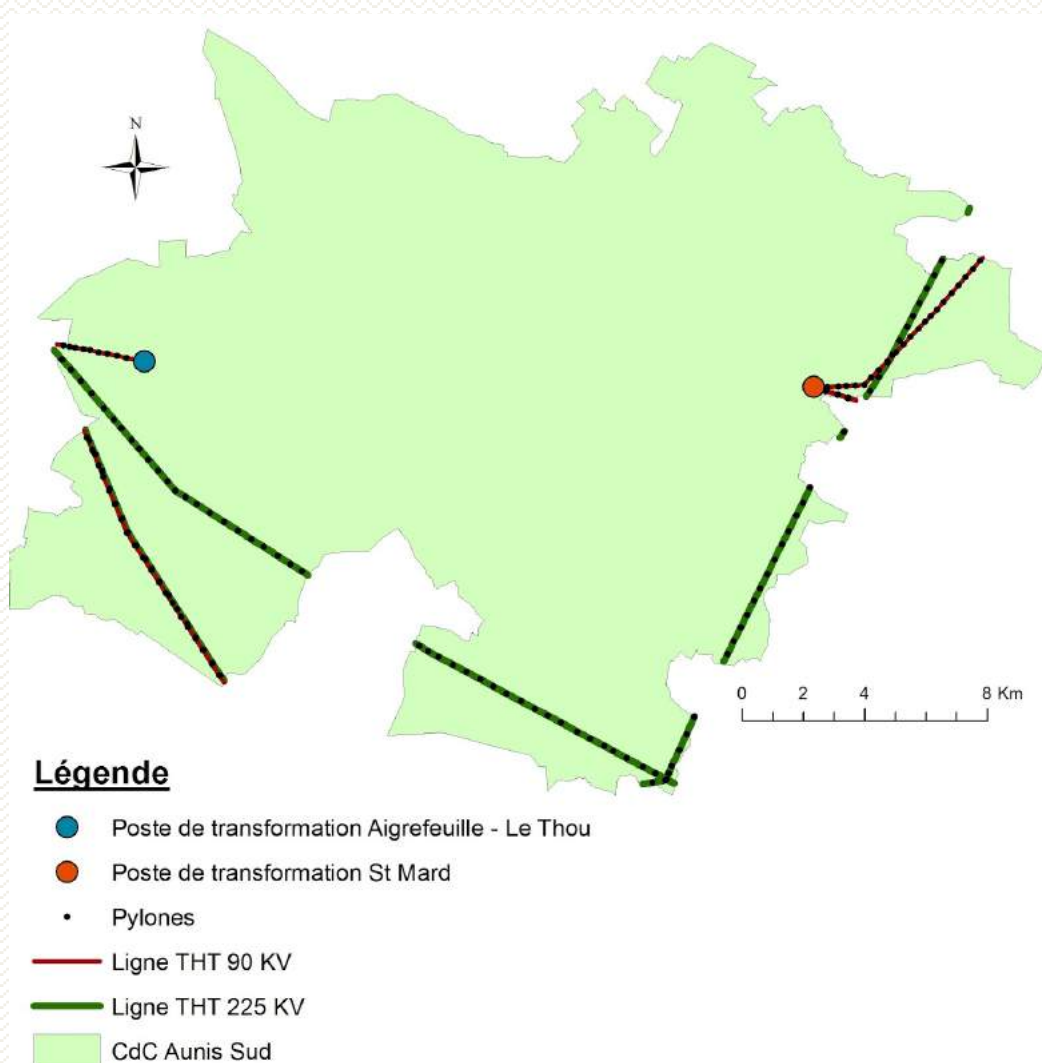 N
0 2 4 8 Km
Légende
Poste de transformation Aigrefeuille - Le Thou
Poste de transformation St Mard
Pylones
Ligne THT 90 KV
Ligne THT 225 KV
CdC Aunis Sud